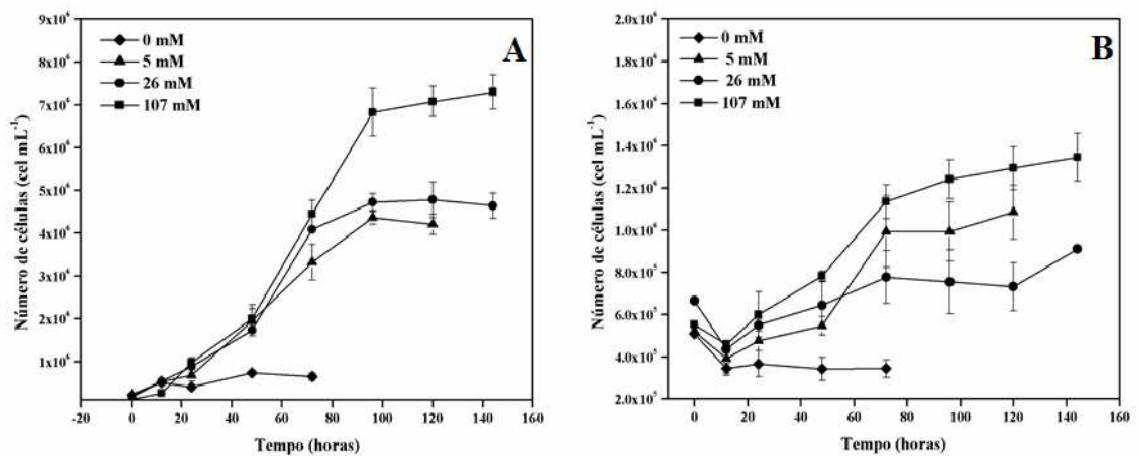 A
0 mM
5 mM
26 mM
107 mM
Número de células (cel mL⁻¹)
9x10⁶
8x10⁶
7x10⁶
6x10⁶
5x10⁶
4x10⁶
3x10⁶
2x10⁶
1x10⁶
-20 0 20 40 60 80 100 120 140 160
Tempo (horas)
B
0 mM
5 mM
26 mM
107 mM
Número de células (cel mL⁻¹)
2.0x10⁶
1.8x10⁶
1.6x10⁶
1.4x10⁶
1.2x10⁶
1.0x10⁶
8.0x10⁵
6.0x10⁵
4.0x10⁵
2.0x10⁵
0 20 40 60 80 100 120 140 160
Tempo (horas)